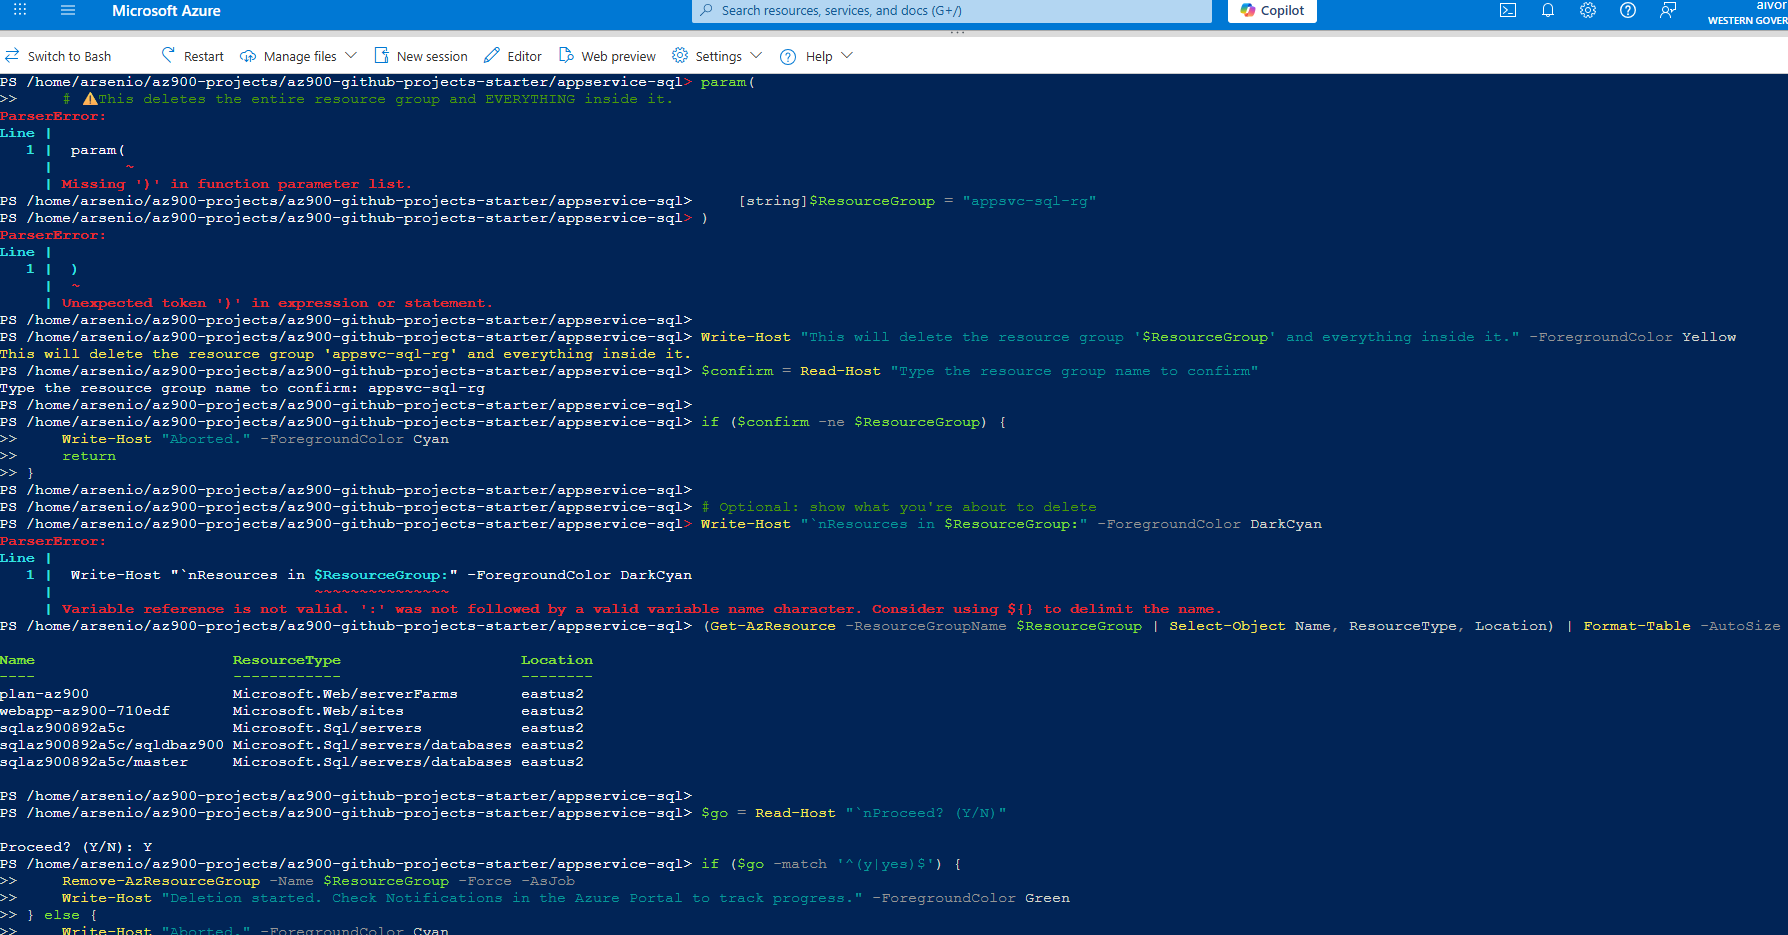 Microsoft Azure
Search resources, services, and docs (G+/)
Copilot
aivor
WESTERN GOVER
Switch to Bash Restart Manage files New session Editor Web preview Settings Help
PS /home/arsenio/az900-projects/az900-github-projects-starter/appservice-sql> param(
>>     # ⚠This deletes the entire resource group and EVERYTHING inside it.
ParserError:
Line |
   1 |  param(
     |        ~
     | Missing ')' in function parameter list.
PS /home/arsenio/az900-projects/az900-github-projects-starter/appservice-sql>     [string]$ResourceGroup = "appsvc-sql-rg"
PS /home/arsenio/az900-projects/az900-github-projects-starter/appservice-sql> )
ParserError:
Line |
   1 |  )
     |  ~
     | Unexpected token ')' in expression or statement.
PS /home/arsenio/az900-projects/az900-github-projects-starter/appservice-sql>
PS /home/arsenio/az900-projects/az900-github-projects-starter/appservice-sql> Write-Host "This will delete the resource group '$ResourceGroup' and everything inside it." -ForegroundColor Yellow
This will delete the resource group 'appsvc-sql-rg' and everything inside it.
PS /home/arsenio/az900-projects/az900-github-projects-starter/appservice-sql> $confirm = Read-Host "Type the resource group name to confirm"
Type the resource group name to confirm: appsvc-sql-rg
PS /home/arsenio/az900-projects/az900-github-projects-starter/appservice-sql>
PS /home/arsenio/az900-projects/az900-github-projects-starter/appservice-sql> if ($confirm -ne $ResourceGroup) {
>>     Write-Host "Aborted." -ForegroundColor Cyan
>>     return
>> }
PS /home/arsenio/az900-projects/az900-github-projects-starter/appservice-sql>
PS /home/arsenio/az900-projects/az900-github-projects-starter/appservice-sql> # Optional: show what you're about to delete
PS /home/arsenio/az900-projects/az900-github-projects-starter/appservice-sql> Write-Host "`nResources in $ResourceGroup:" -ForegroundColor DarkCyan
ParserError:
Line |
   1 |  Write-Host "`nResources in $ResourceGroup:" -ForegroundColor DarkCyan
     |                             ~~~~~~~~~~~~~~~
     | Variable reference is not valid. ':' was not followed by a valid variable name character. Consider using ${} to delimit the name.
PS /home/arsenio/az900-projects/az900-github-projects-starter/appservice-sql> (Get-AzResource -ResourceGroupName $ResourceGroup | Select-Object Name, ResourceType, Location) | Format-Table -AutoSize
Name                      ResourceType                    Location
----                      ------------                    --------
plan-az900                Microsoft.Web/serverFarms       eastus2
webapp-az900-710edf       Microsoft.Web/sites             eastus2
sqlaz900892a5c            Microsoft.Sql/servers           eastus2
sqlaz900892a5c/sqldbaz900 Microsoft.Sql/servers/databases eastus2
sqlaz900892a5c/master     Microsoft.Sql/servers/databases eastus2
PS /home/arsenio/az900-projects/az900-github-projects-starter/appservice-sql>
PS /home/arsenio/az900-projects/az900-github-projects-starter/appservice-sql> $go = Read-Host "`nProceed? (Y/N)"
Proceed? (Y/N): Y
PS /home/arsenio/az900-projects/az900-github-projects-starter/appservice-sql> if ($go -match '^(y|yes)$') {
>>     Remove-AzResourceGroup -Name $ResourceGroup -Force -AsJob
>>     Write-Host "Deletion started. Check Notifications in the Azure Portal to track progress." -ForegroundColor Green
>> } else {
>>     Write-Host "Aborted." -ForegroundColor Cyan